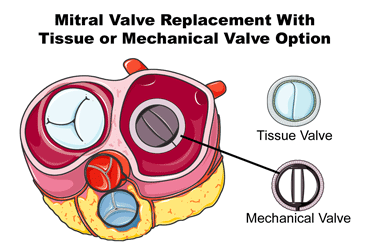 Mitral Valve Replacement With
Tissue or Mechanical Valve Option
Tissue Valve
Mechanical Valve